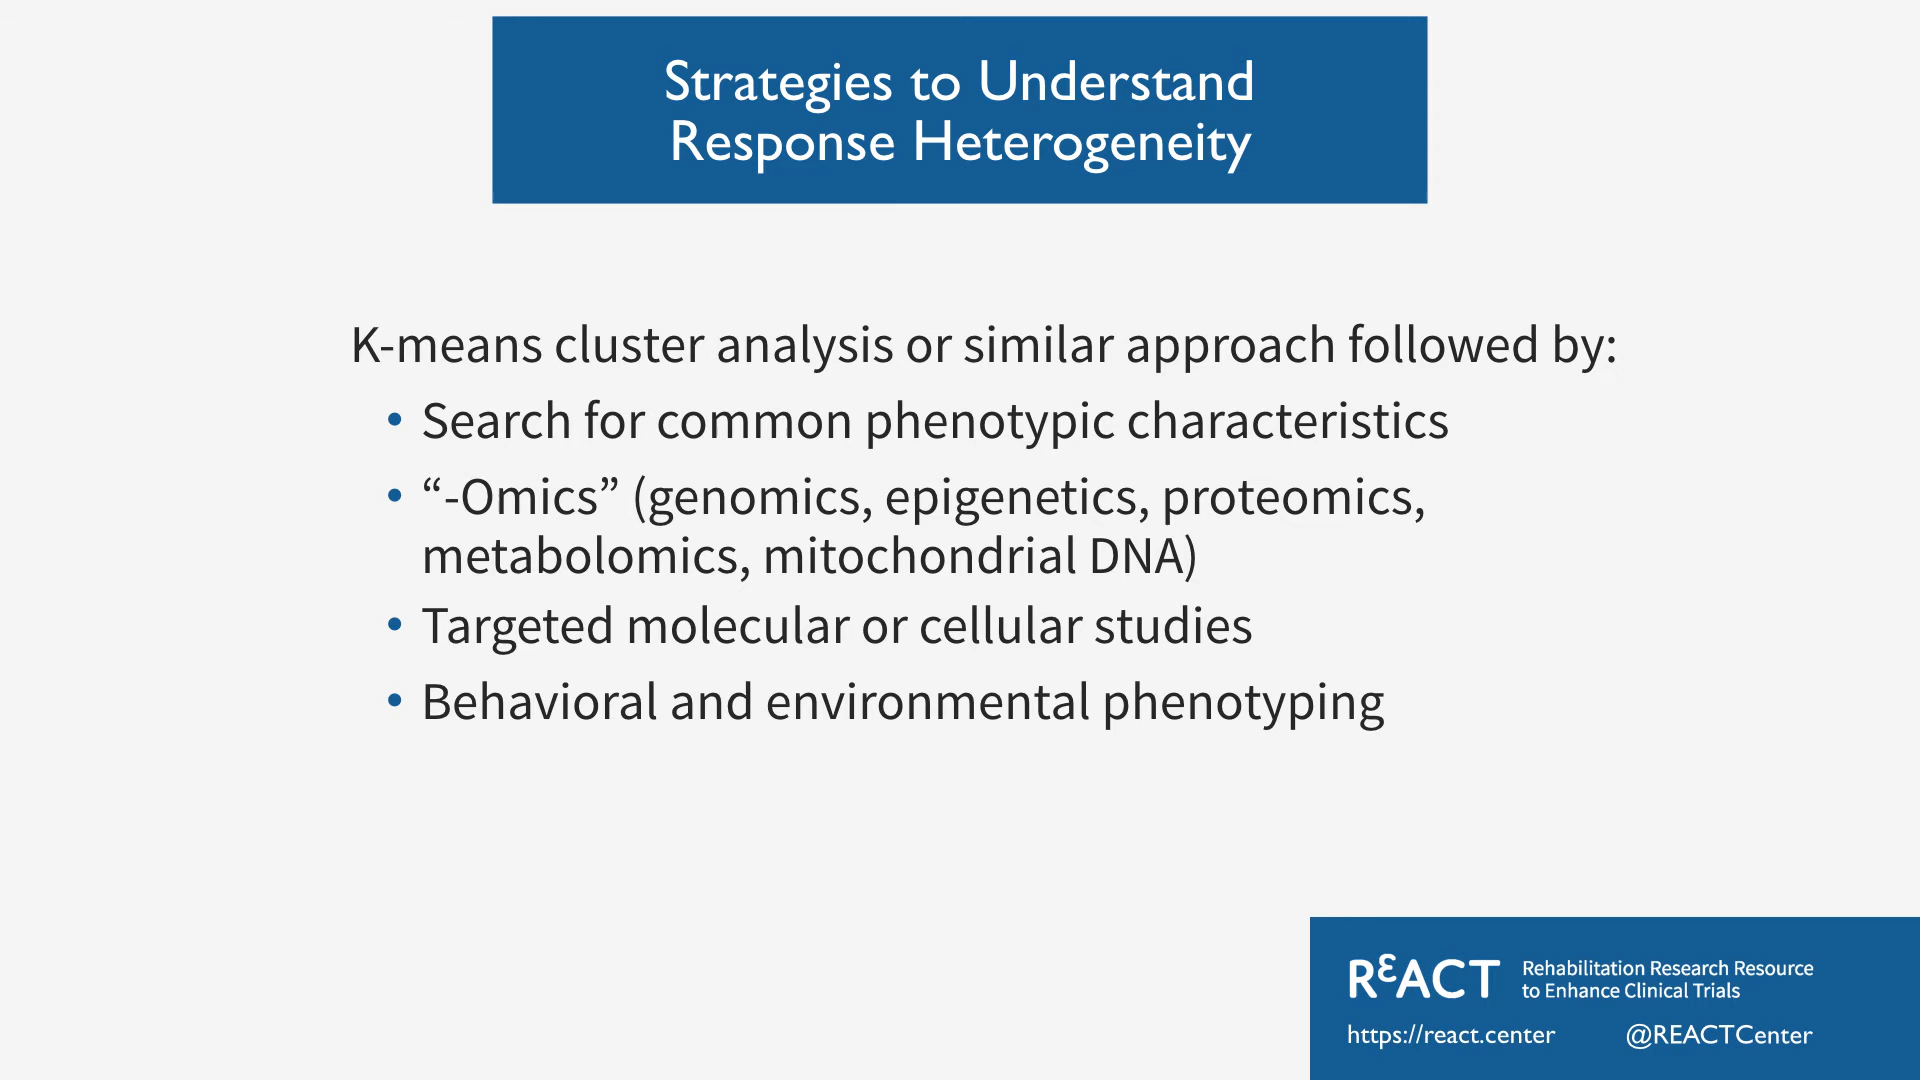 Strategies to Understand
Response Heterogeneity
K-means cluster analysis or similar approach followed by:
• Search for common phenotypic characteristics
• “-Omics” (genomics, epigenetics, proteomics,
metabolomics, mitochondrial DNA)
• Targeted molecular or cellular studies
• Behavioral and environmental phenotyping
RεACT
Rehabilitation Research Resource
to Enhance Clinical Trials
https://react.center
@REACTCenter